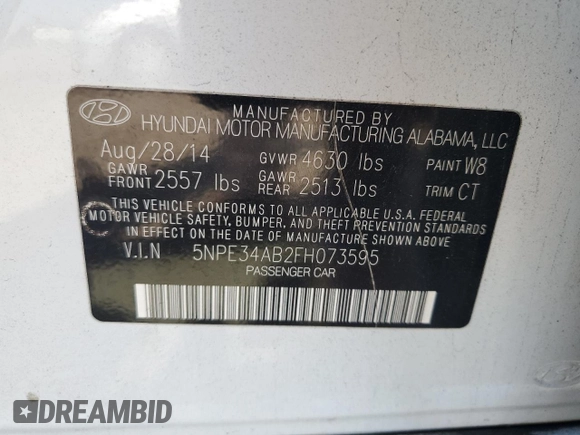 MANUFACTURED BY
HYUNDAI MOTOR MANUFACTURING ALABAMA, LLC
Aug/28/14 GVWR 4630 lbs PAINT W8
GAWR FRONT 2557 lbs GAWR REAR 2513 lbs TRIM CT
THIS VEHICLE CONFORMS TO ALL APPLICABLE U.S.A. FEDERAL
MOTOR VEHICLE SAFETY, BUMPER, AND THEFT PREVENTION STANDARDS
IN EFFECT ON THE DATE OF MANUFACTURE SHOWN ABOVE.
V.I.N 5NPE34AB2FH073595
PASSENGER CAR
DREAMBID